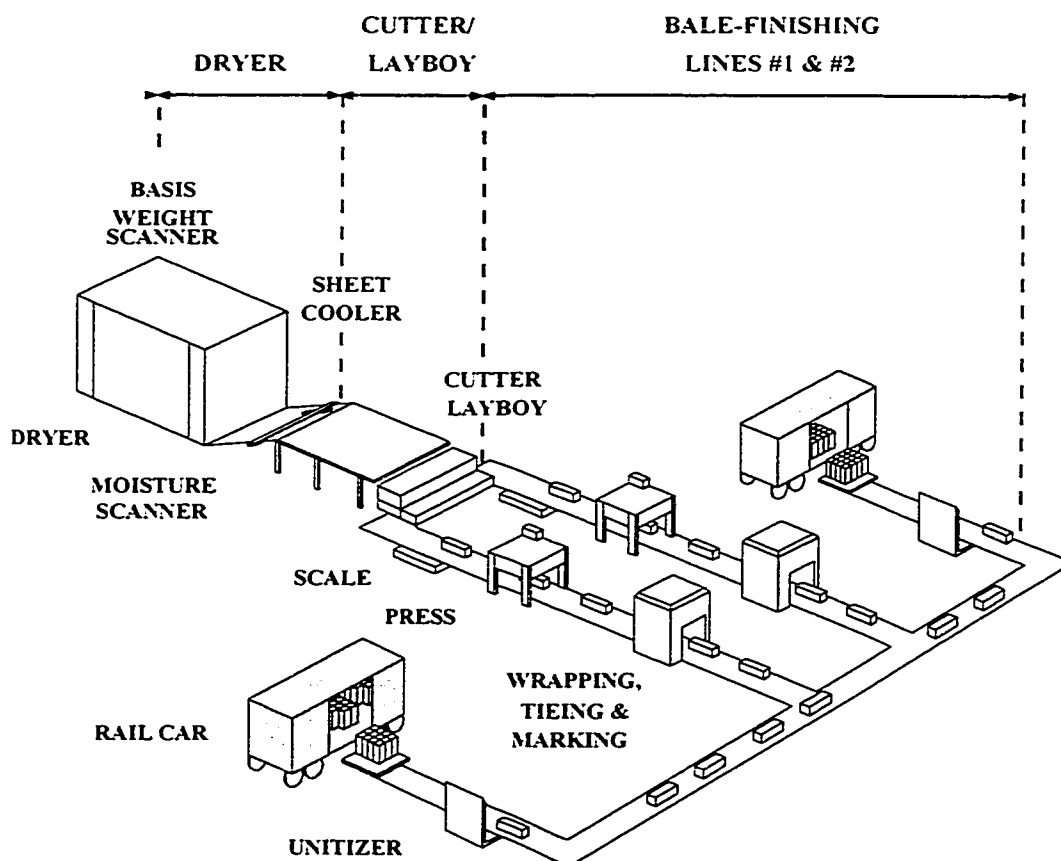 CUTTER/
LAYBOY
DRYER
BALE-FINISHING
LINES #1 & #2
BASIS
WEIGHT
SCANNER
SHEET
COOLER
CUTTER
LAYBOY
DRYER
MOISTURE
SCANNER
SCALE
PRESS
WRAPPING,
TIEING &
MARKING
RAIL CAR
UNITIZER